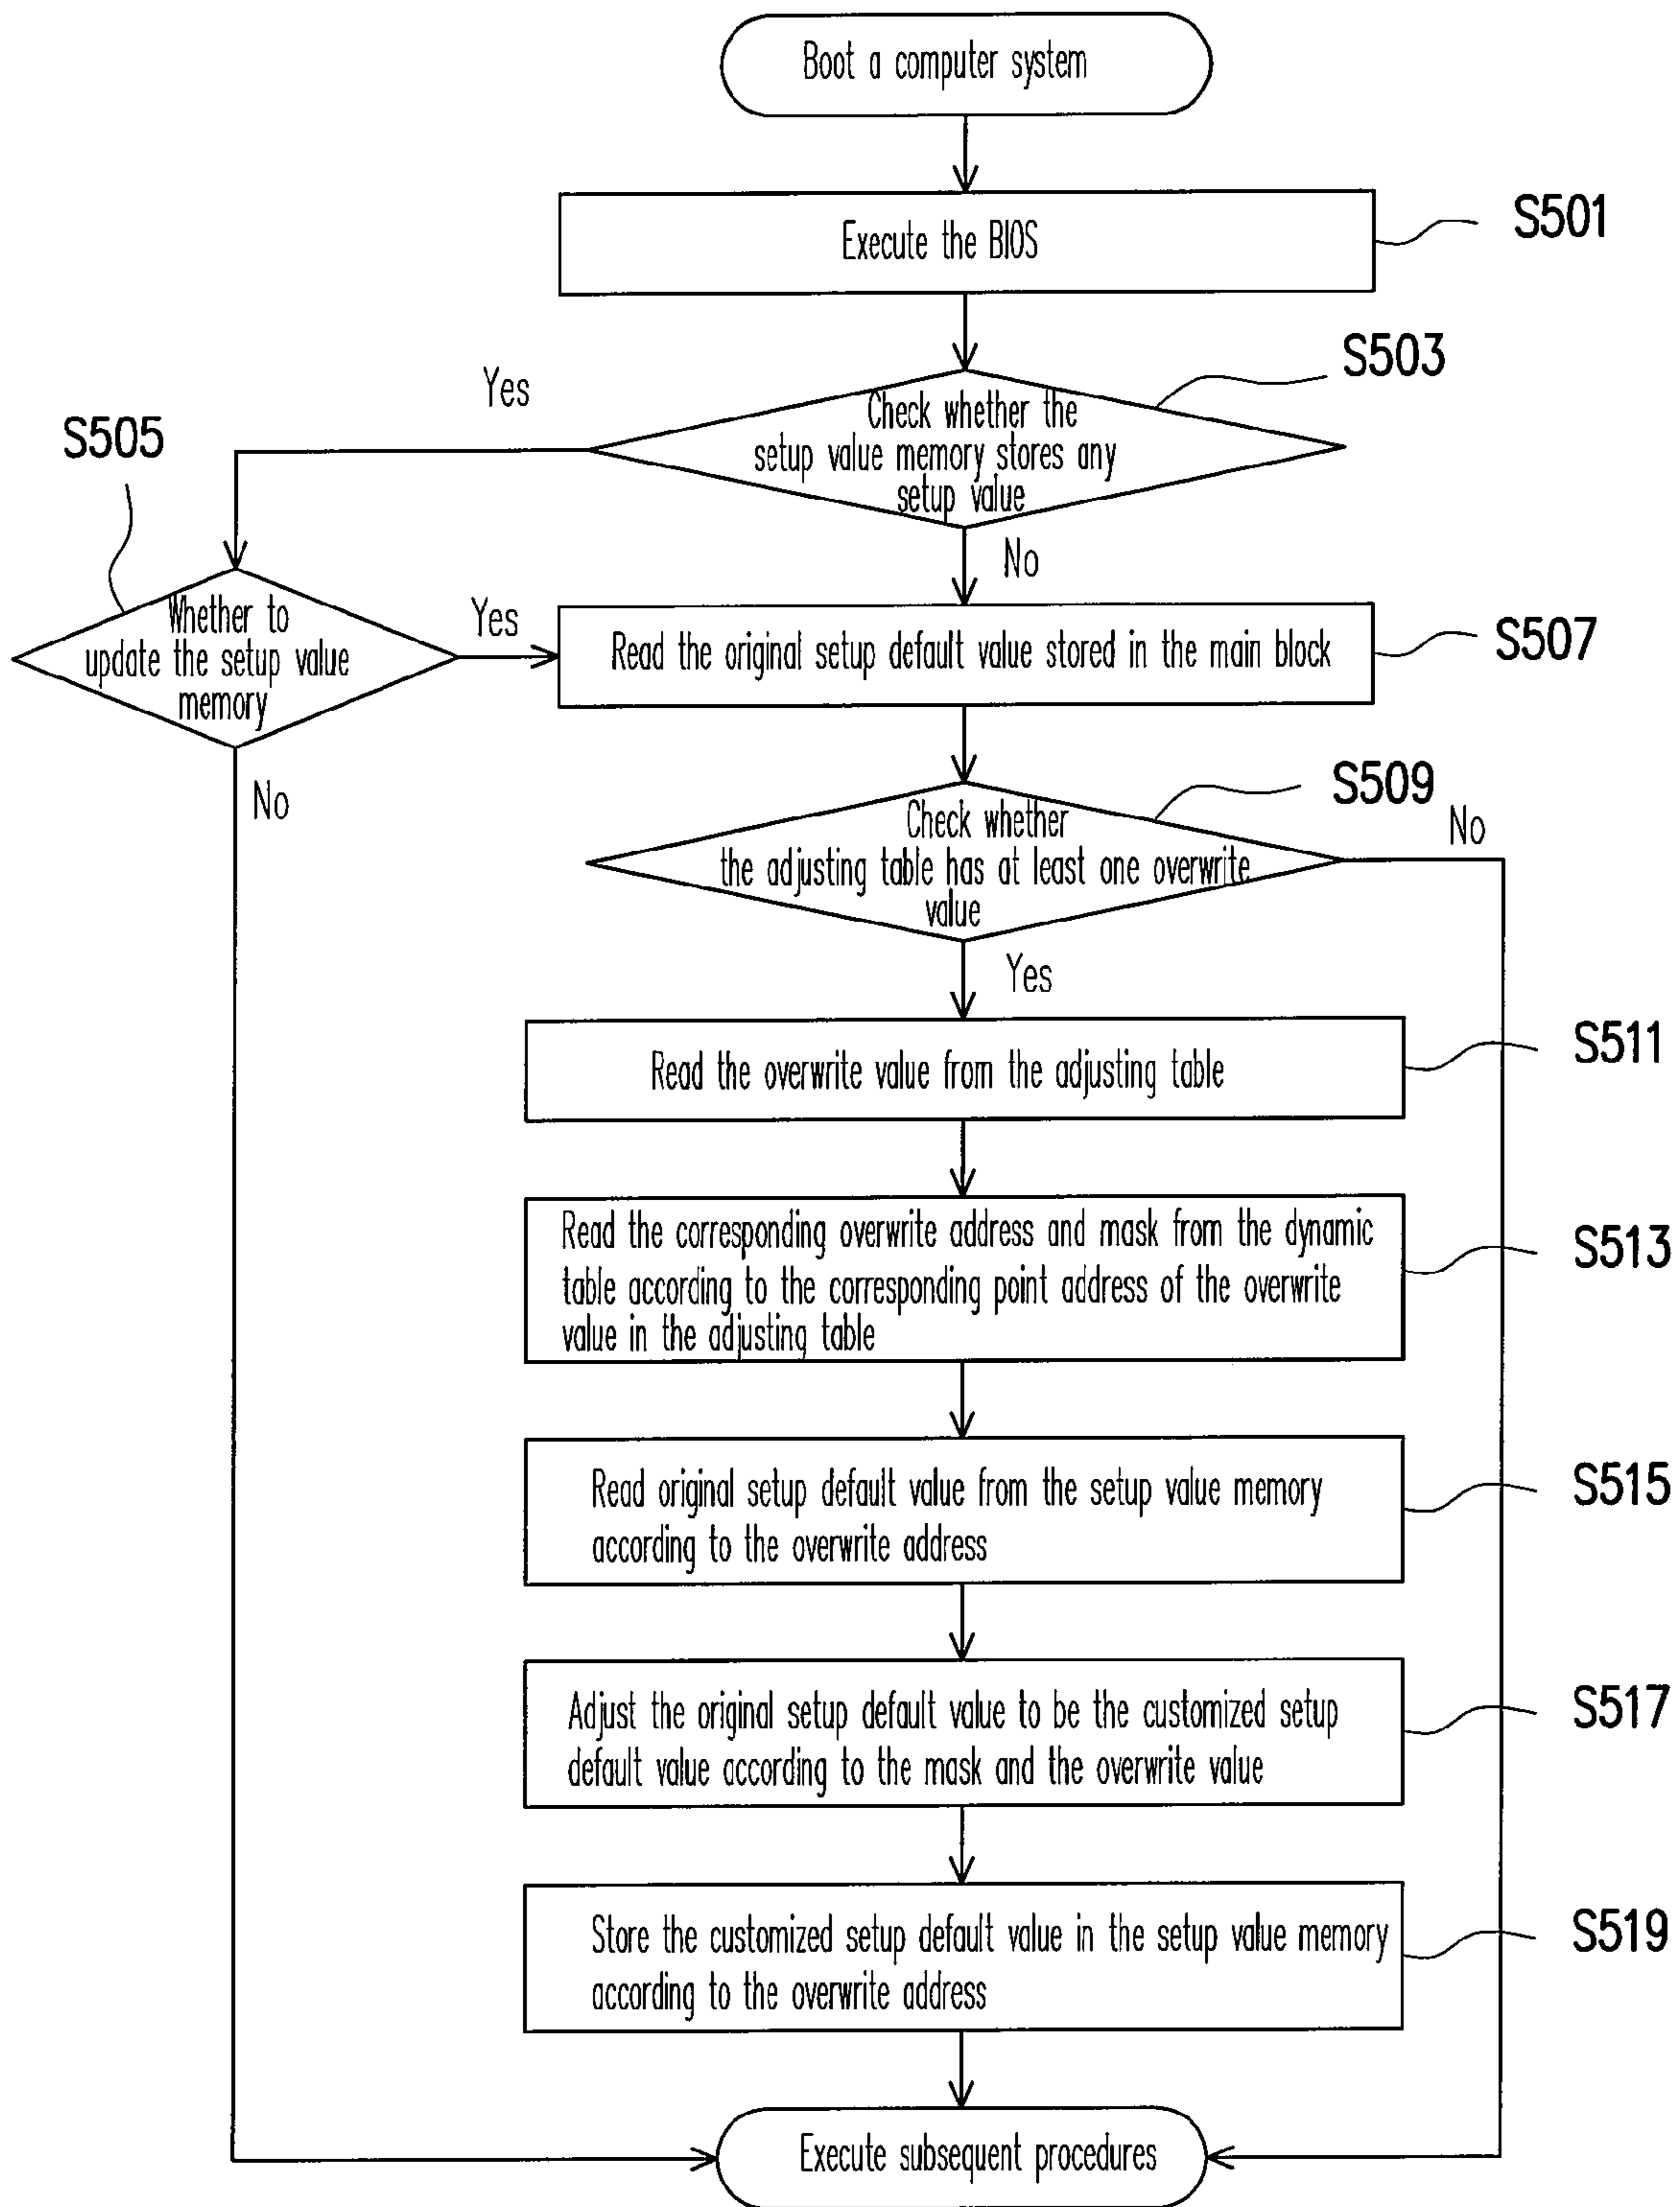 Boot a computer system
Execute the BIOS
S501
S503
Yes
Check whether the
setup value memory stores any
setup value
S505
No
Whether to
update the setup value
memory
Yes
Read the original setup default value stored in the main block
S507
No
S509
No
Check whether
the adjusting table has at least one overwrite
value
Yes
Read the overwrite value from the adjusting table
S511
Read the corresponding overwrite address and mask from the dynamic
table according to the corresponding point address of the overwrite
value in the adjusting table
S513
Read original setup default value from the setup value memory
according to the overwrite address
S515
Adjust the original setup default value to be the customized setup
default value according to the mask and the overwrite value
S517
Store the customized setup default value in the setup value memory
according to the overwrite address
S519
Execute subsequent procedures